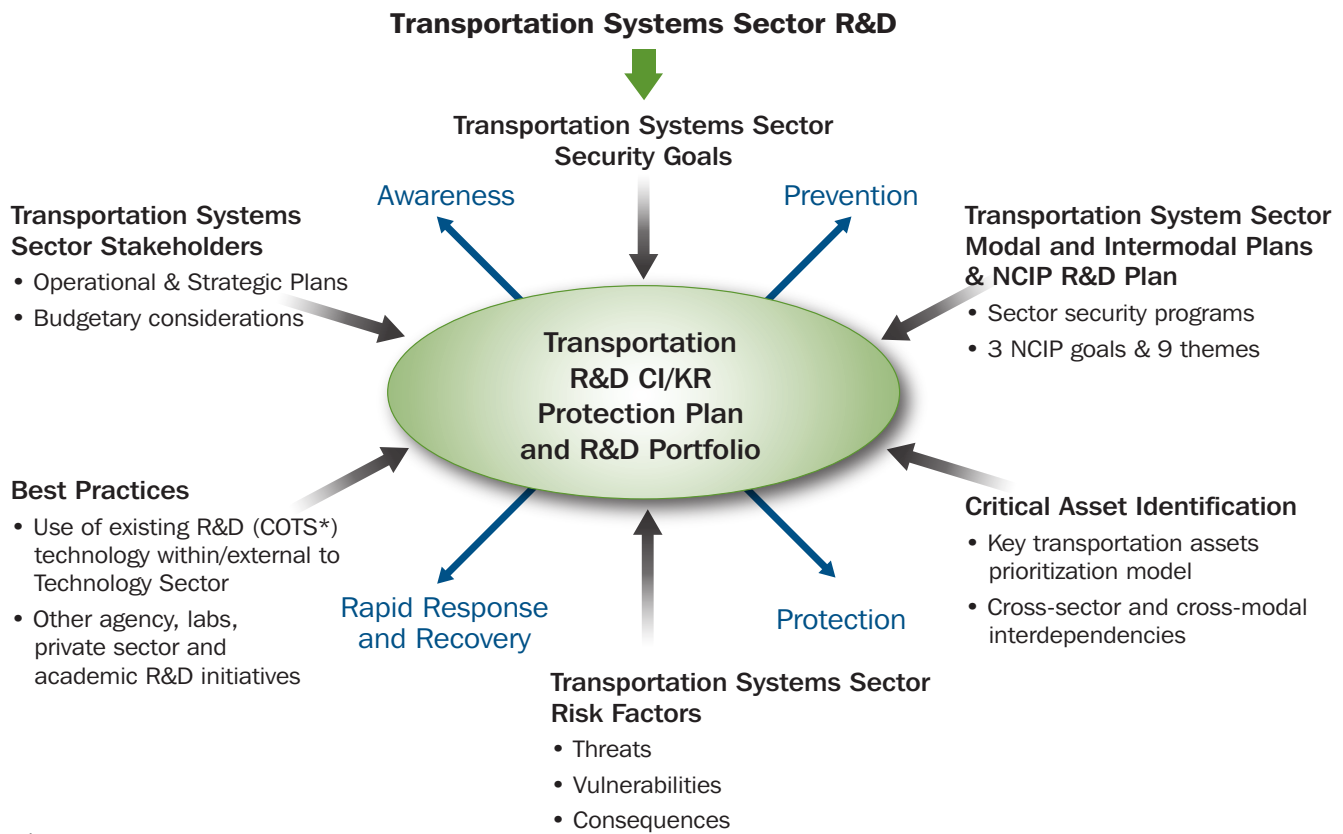 Transportation Systems Sector R&D
Transportation Systems Sector
Security Goals
Awareness
Prevention
Transportation Systems
Sector Stakeholders
• Operational & Strategic Plans
• Budgetary considerations
Transportation System Sector
Modal and Intermodal Plans
& NCIP R&D Plan
• Sector security programs
• 3 NCIP goals & 9 themes
Transportation
R&D CI/KR
Protection Plan
and R&D Portfolio
Best Practices
• Use of existing R&D (COTS*)
technology within/external to
Technology Sector
• Other agency, labs,
private sector and
academic R&D initiatives
Critical Asset Identification
• Key transportation assets
prioritization model
• Cross-sector and cross-modal
interdependencies
Rapid Response
and Recovery
Protection
Transportation Systems Sector
Risk Factors
• Threats
• Vulnerabilities
• Consequences